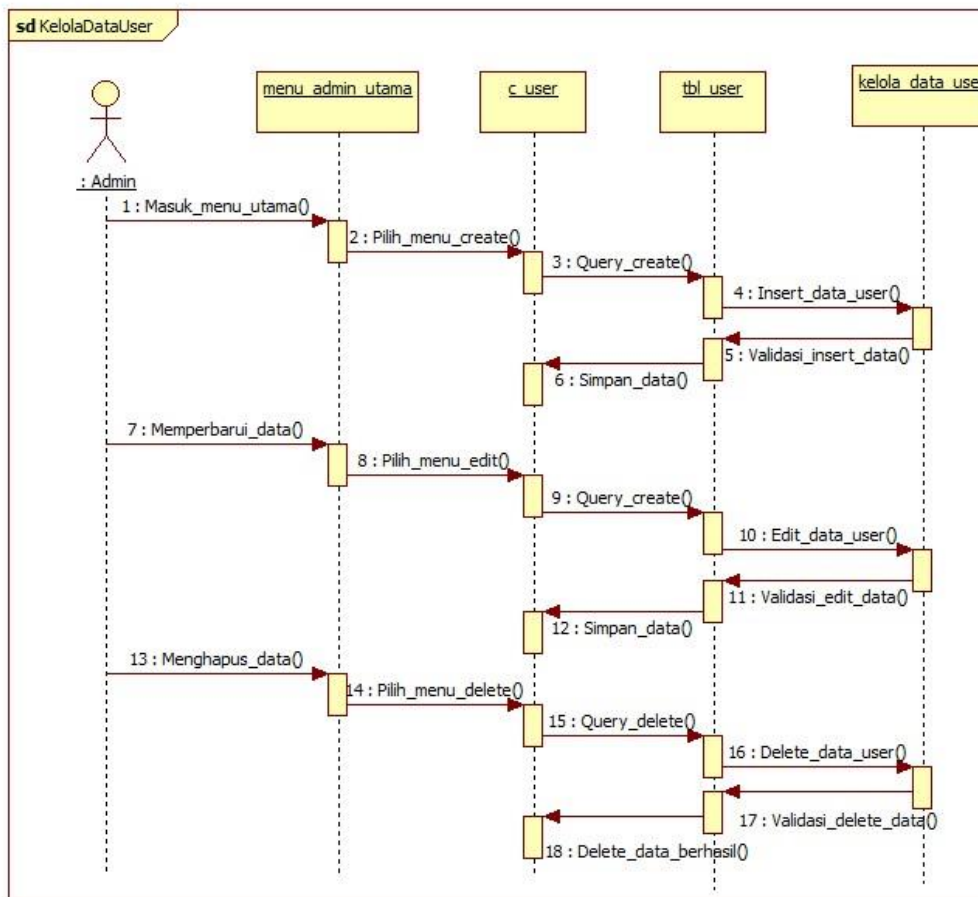 sd KelolaDataUser
menu_admin_utama
c_user
tbl_user
kelola_data_use
: Admin
1 : Masuk_menu_utama()
2 : Pilih_menu_create()
3 : Query_create()
4 : Insert_data_user()
5 : Validasi_insert_data()
6 : Simpan_data()
7 : Memperbarui_data()
8 : Pilih_menu_edit()
9 : Query_create()
10 : Edit_data_user()
11 : Validasi_edit_data()
12 : Simpan_data()
13 : Menghapus_data()
14 : Pilih_menu_delete()
15 : Query_delete()
16 : Delete_data_user()
17 : Validasi_delete_data()
18 : Delete_data_berhasil()